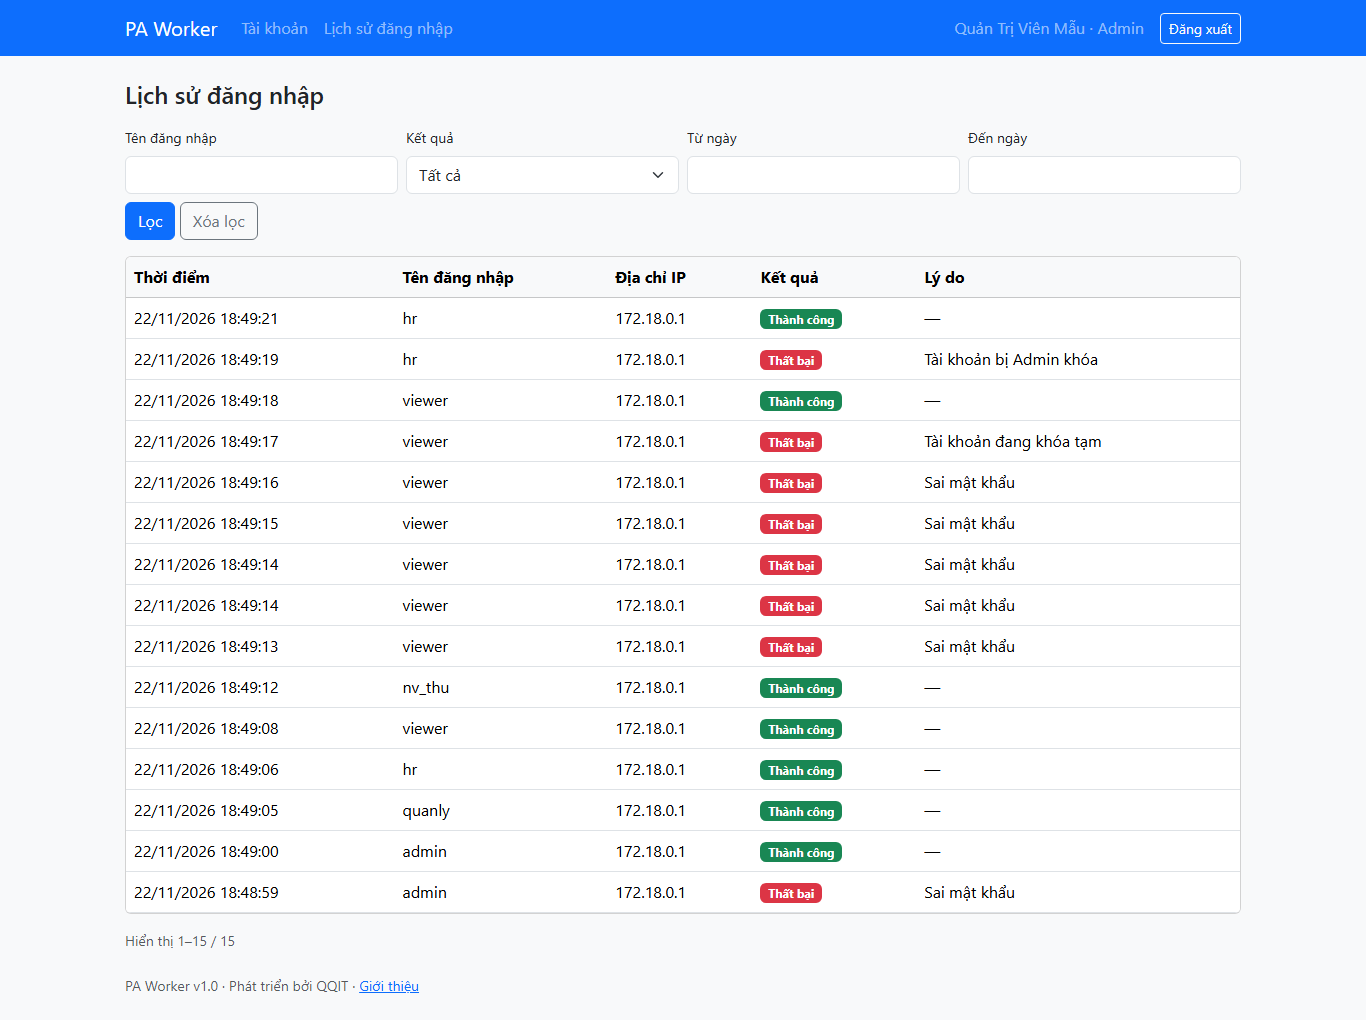 PA Worker Tài khoản Lịch sử đăng nhập Quản Trị Viên Mẫu · Admin Đăng xuất
Lịch sử đăng nhập
Tên đăng nhập Kết quả Từ ngày Đến ngày
Tất cả
Lọc Xóa lọc
Thời điểm Tên đăng nhập Địa chỉ IP Kết quả Lý do
22/11/2026 18:49:21 hr 172.18.0.1 Thành công —
22/11/2026 18:49:19 hr 172.18.0.1 Thất bại Tài khoản bị Admin khóa
22/11/2026 18:49:18 viewer 172.18.0.1 Thành công —
22/11/2026 18:49:17 viewer 172.18.0.1 Thất bại Tài khoản đang khóa tạm
22/11/2026 18:49:16 viewer 172.18.0.1 Thất bại Sai mật khẩu
22/11/2026 18:49:15 viewer 172.18.0.1 Thất bại Sai mật khẩu
22/11/2026 18:49:14 viewer 172.18.0.1 Thất bại Sai mật khẩu
22/11/2026 18:49:14 viewer 172.18.0.1 Thất bại Sai mật khẩu
22/11/2026 18:49:13 viewer 172.18.0.1 Thất bại Sai mật khẩu
22/11/2026 18:49:12 nv_thu 172.18.0.1 Thành công —
22/11/2026 18:49:08 viewer 172.18.0.1 Thành công —
22/11/2026 18:49:06 hr 172.18.0.1 Thành công —
22/11/2026 18:49:05 quanly 172.18.0.1 Thành công —
22/11/2026 18:49:00 admin 172.18.0.1 Thành công —
22/11/2026 18:48:59 admin 172.18.0.1 Thất bại Sai mật khẩu
Hiển thị 1–15 / 15
PA Worker v1.0 · Phát triển bởi QQIT · Giới thiệu